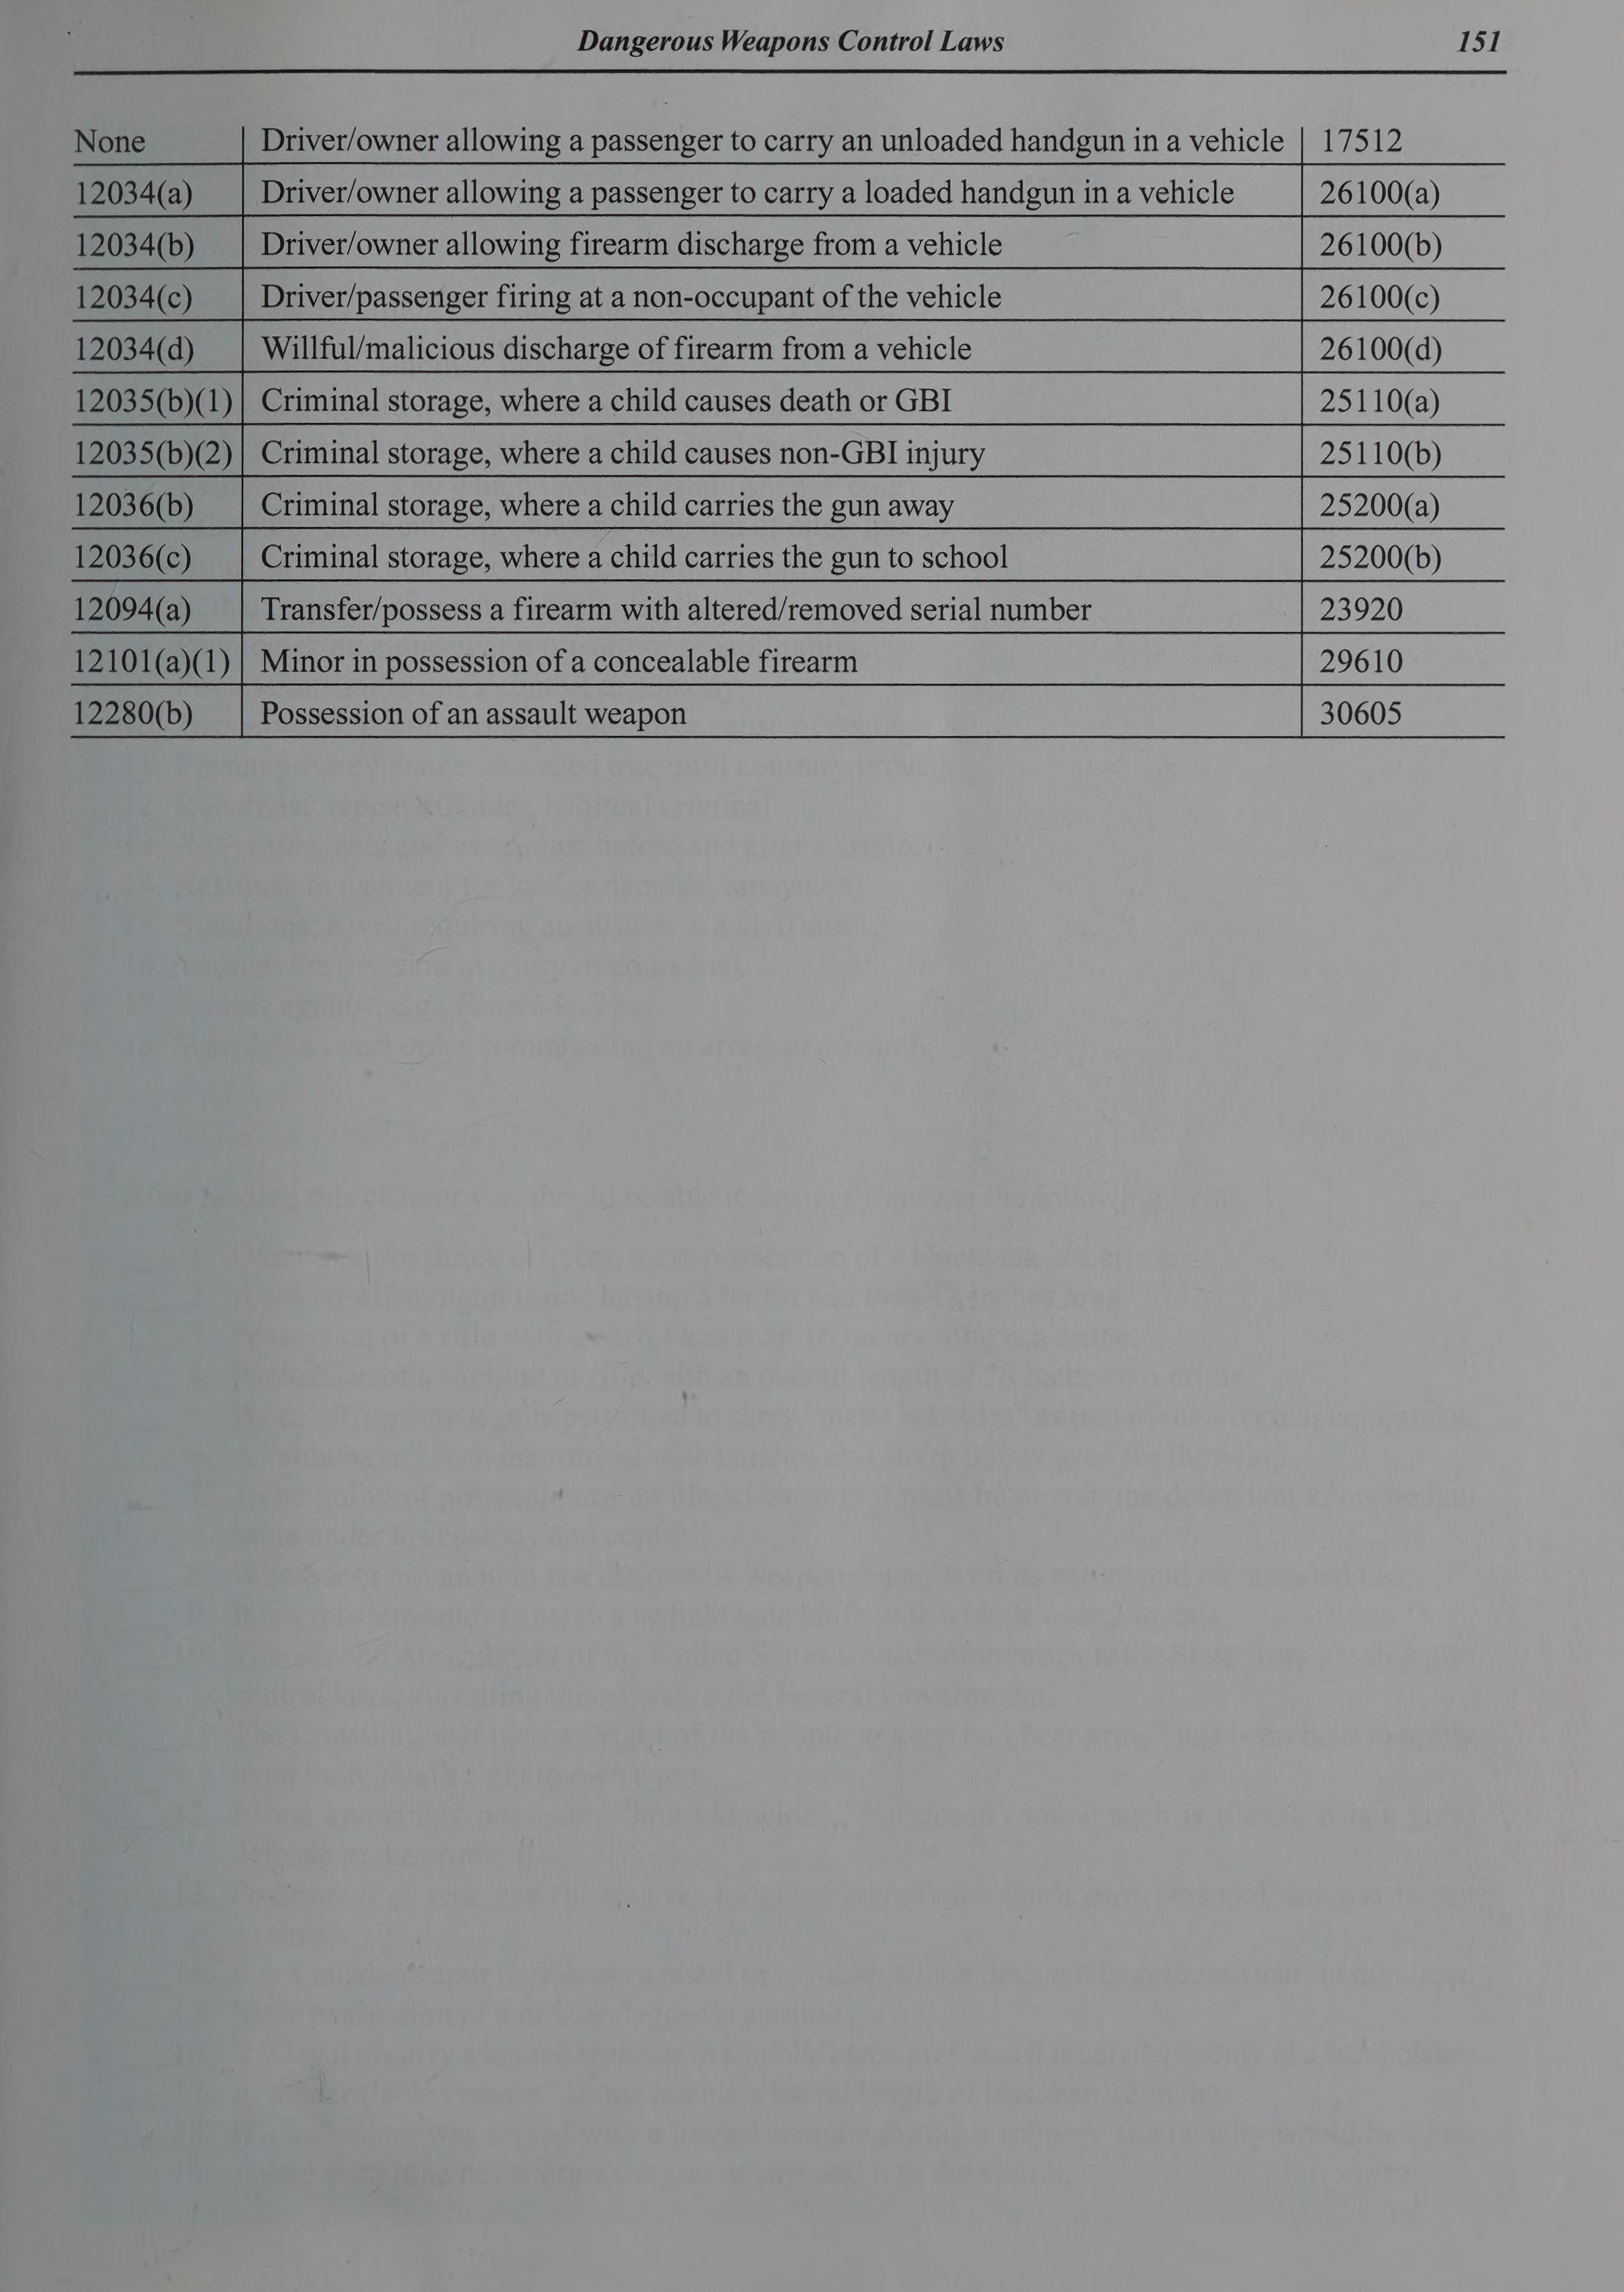 Dangerous Weapons Control Laws 151
None Driver/owner allowing a passenger to carry an unloaded handgun in a vehicle 17512
12034(a) Driver/owner allowing a passenger to carry a loaded handgun in a vehicle 26100(a)
12034(b) Driver/owner allowing firearm discharge from a vehicle 26100(b)
12034(c) Driver/passenger firing at a non-occupant of the vehicle 26100(c)
12034(d) Willful/malicious discharge of firearm from a vehicle 26100(d)
12035(b)(1) Criminal storage, where a child causes death or GBI 25110(a)
12035(b)(2) Criminal storage, where a child causes non-GBI injury 25110(b)
12036(b) Criminal storage, where a child carries the gun away 25200(a)
12036(c) Criminal storage, where a child carries the gun to school 25200(b)
12094(a) Transfer/possess a firearm with altered/removed serial number 23920
12101(a)(1) Minor in possession of a concealable firearm 29610
12280(b) Possession of an assault weapon 30605